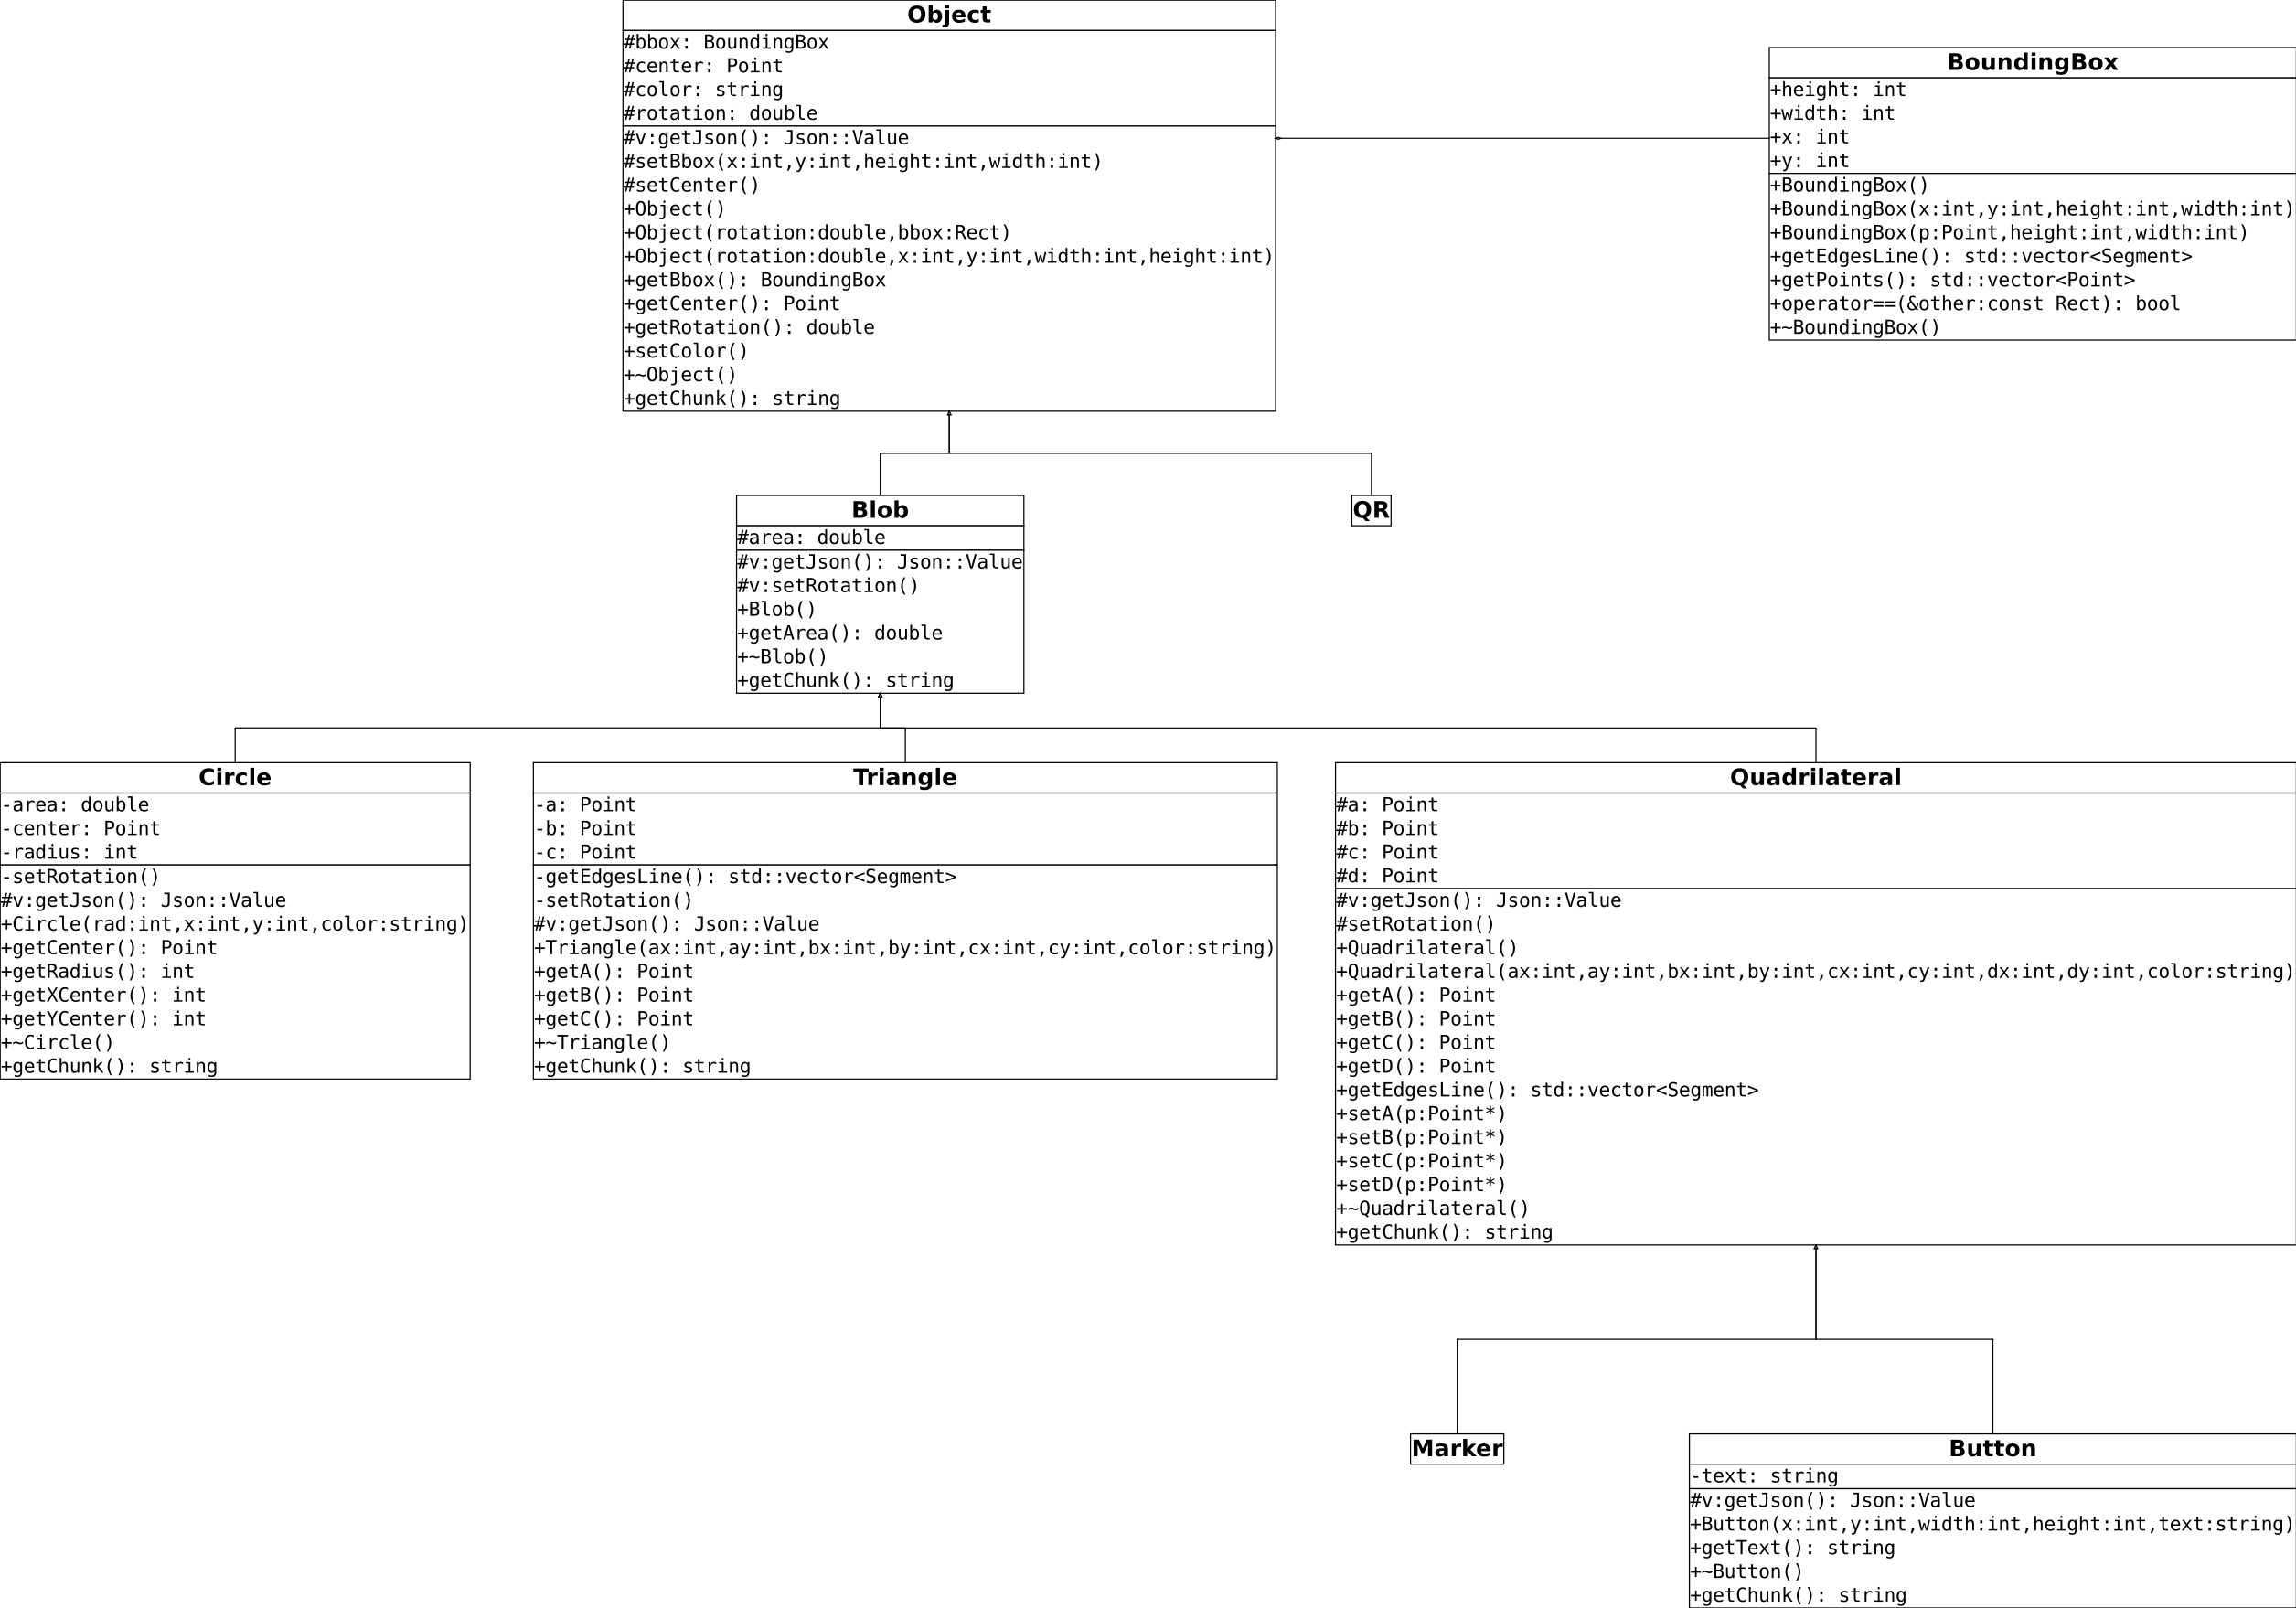 Object
#bbox: BoundingBox
#center: Point
#color: string
#rotation: double
#v:getJson(): Json::Value
#setBbox(x:int,y:int,height:int,width:int)
#setCenter()
+Object()
+Object(rotation:double,bbox:Rect)
+Object(rotation:double,x:int,y:int,width:int,height:int)
+getBbox(): BoundingBox
+getCenter(): Point
+getRotation(): double
+setColor()
+~Object()
+getChunk(): string
BoundingBox
+height: int
+width: int
+x: int
+y: int
+BoundingBox()
+BoundingBox(x:int,y:int,height:int,width:int)
+BoundingBox(p:Point,height:int,width:int)
+getEdgesLine(): std::vector<Segment>
+getPoints(): std::vector<Point>
+operator==(&other:const Rect): bool
+~BoundingBox()
Blob
#area: double
#v:getJson(): Json::Value
#v:setRotation()
+Blob()
+getArea(): double
+~Blob()
+getChunk(): string
QR
Circle
-area: double
-center: Point
-radius: int
-setRotation()
#v:getJson(): Json::Value
+Circle(rad:int,x:int,y:int,color:string)
+getCenter(): Point
+getRadius(): int
+getXCenter(): int
+getYCenter(): int
+~Circle()
+getChunk(): string
Triangle
-a: Point
-b: Point
-c: Point
-getEdgesLine(): std::vector<Segment>
-setRotation()
#v:getJson(): Json::Value
+Triangle(ax:int,ay:int,bx:int,by:int,cx:int,cy:int,color:string)
+getA(): Point
+getB(): Point
+getC(): Point
+~Triangle()
+getChunk(): string
Quadrilateral
#a: Point
#b: Point
#c: Point
#d: Point
#v:getJson(): Json::Value
#setRotation()
+Quadrilateral()
+Quadrilateral(ax:int,ay:int,bx:int,by:int,cx:int,cy:int,dx:int,dy:int,color:string)
+getA(): Point
+getB(): Point
+getC(): Point
+getD(): Point
+getEdgesLine(): std::vector<Segment>
+setA(p:Point*)
+setB(p:Point*)
+setC(p:Point*)
+setD(p:Point*)
+~Quadrilateral()
+getChunk(): string
Marker
Button
-text: string
#v:getJson(): Json::Value
+Button(x:int,y:int,width:int,height:int,text:string)
+getText(): string
+~Button()
+getChunk(): string